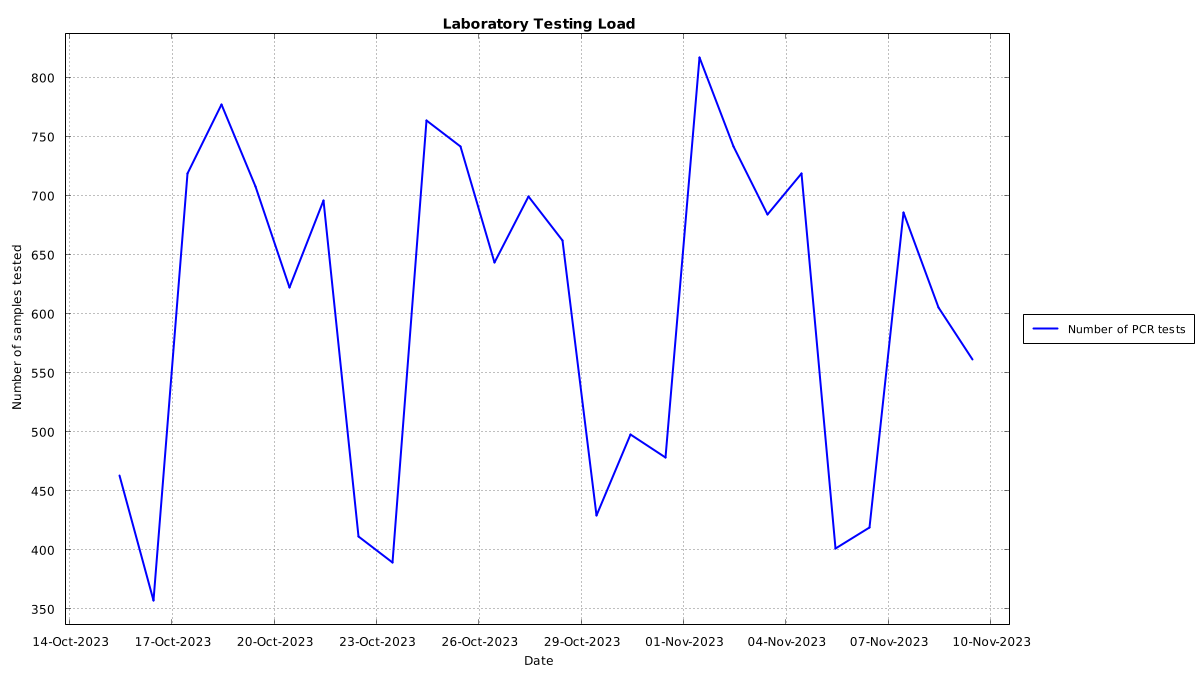 Laboratory Testing Load
Number of samples tested
800
750
700
650
600
550
500
450
400
350
14-Oct-2023 17-Oct-2023 20-Oct-2023 23-Oct-2023 26-Oct-2023 29-Oct-2023 01-Nov-2023 04-Nov-2023 07-Nov-2023 10-Nov-2023
Date
Number of PCR tests